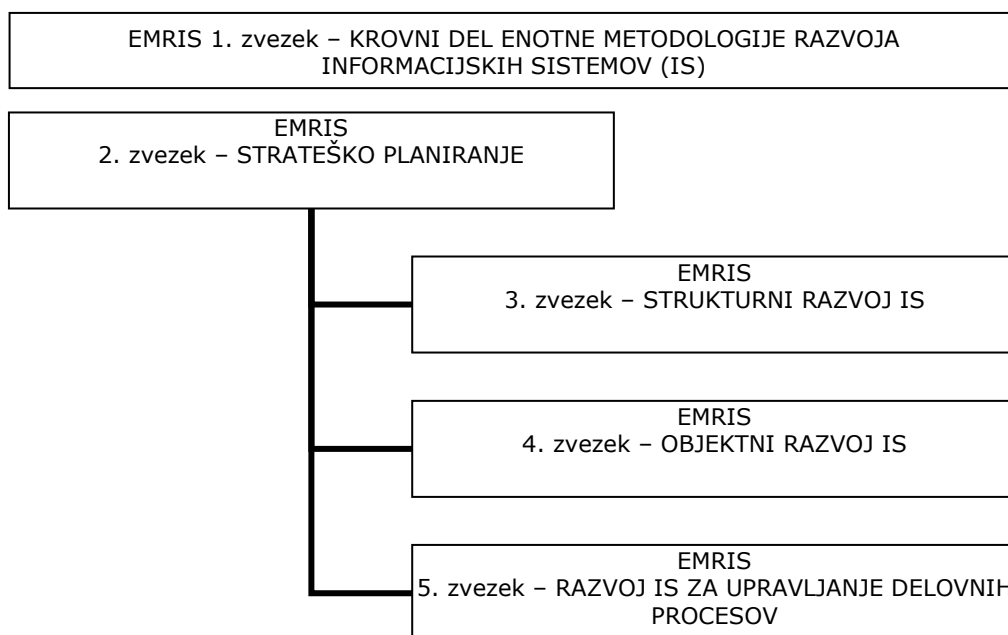 EMRIS 1. zvezek – KROVNI DEL ENOTNE METODOLOGIJE RAZVOJA
INFORMACIJSKIH SISTEMOV (IS)
EMRIS
2. zvezek – STRATEŠKO PLANIRANJE
EMRIS
3. zvezek – STRUKTURNI RAZVOJ IS
EMRIS
4. zvezek – OBJEKTNI RAZVOJ IS
EMRIS
5. zvezek – RAZVOJ IS ZA UPRAVLJANJE DELOVNIH
PROCESOV